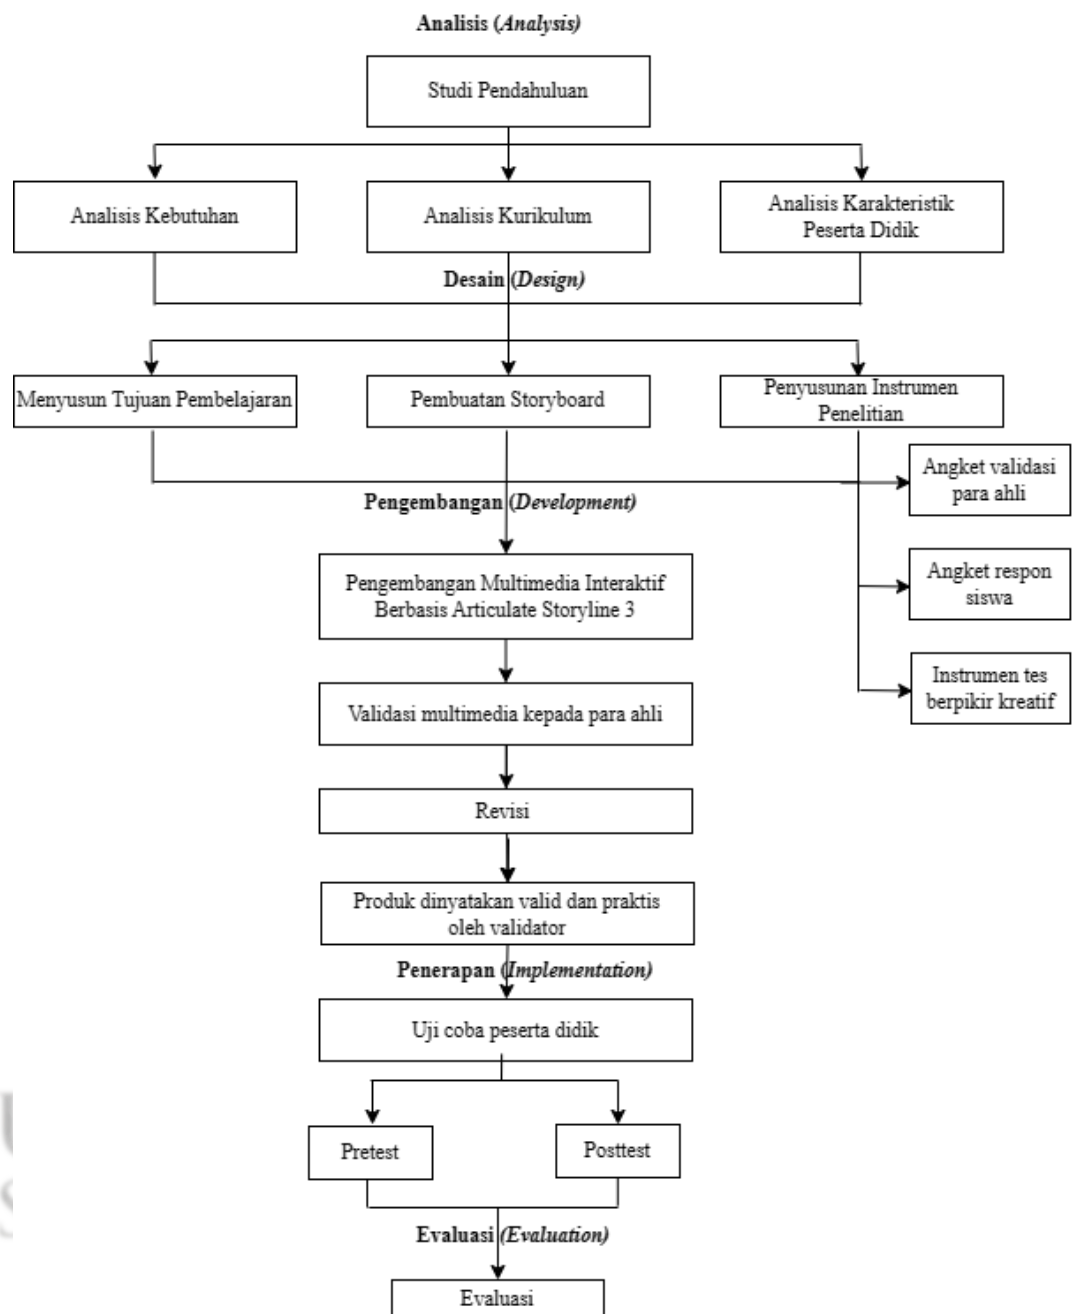 Analisis (Analysis)
Studi Pendahuluan
Analisis Kebutuhan
Analisis Kurikulum
Analisis Karakteristik
Peserta Didik
Desain (Design)
Menyusun Tujuan Pembelajaran
Pembuatan Storyboard
Penyusunan Instrumen
Penelitian
Angket validasi
para ahli
Angket respon
siswa
Instrumen tes
berpikir kreatif
Pengembangan (Development)
Pengembangan Multimedia Interaktif
Berbasis Articulate Storyline 3
Validasi multimedia kepada para ahli
Revisi
Produk dinyatakan valid dan praktis
oleh validator
Penerapan (Implementation)
Uji coba peserta didik
Pretest
Posttest
Evaluasi (Evaluation)
Evaluasi